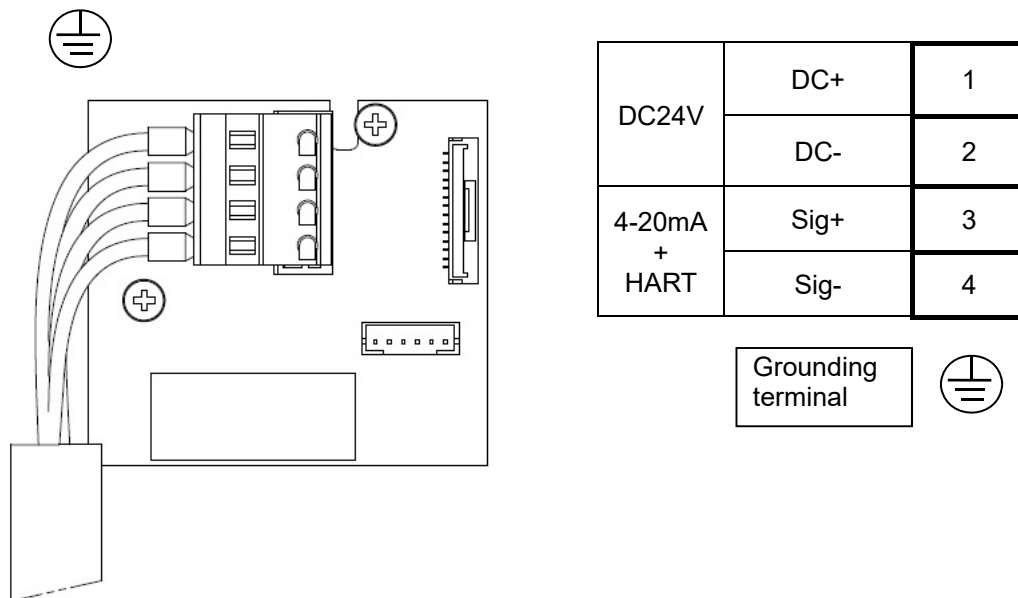 DC24V
DC+
1
DC-
2
4-20mA
+
HART
Sig+
3
Sig-
4
Grounding
terminal